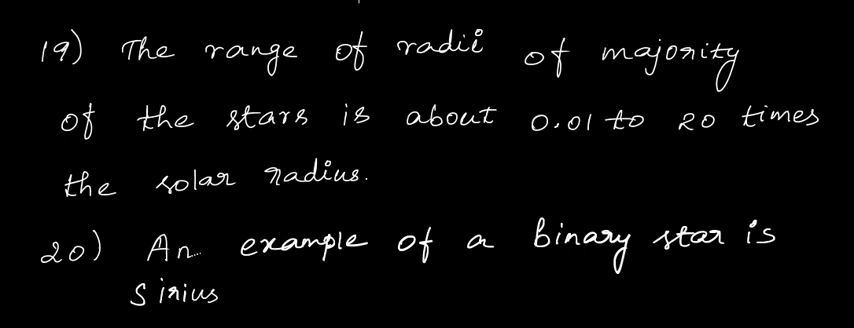 19) The range of radii of majority
of the stars is about 0.01 to 20 times
the solar radius.
20) An example of a binary star is
Sirius